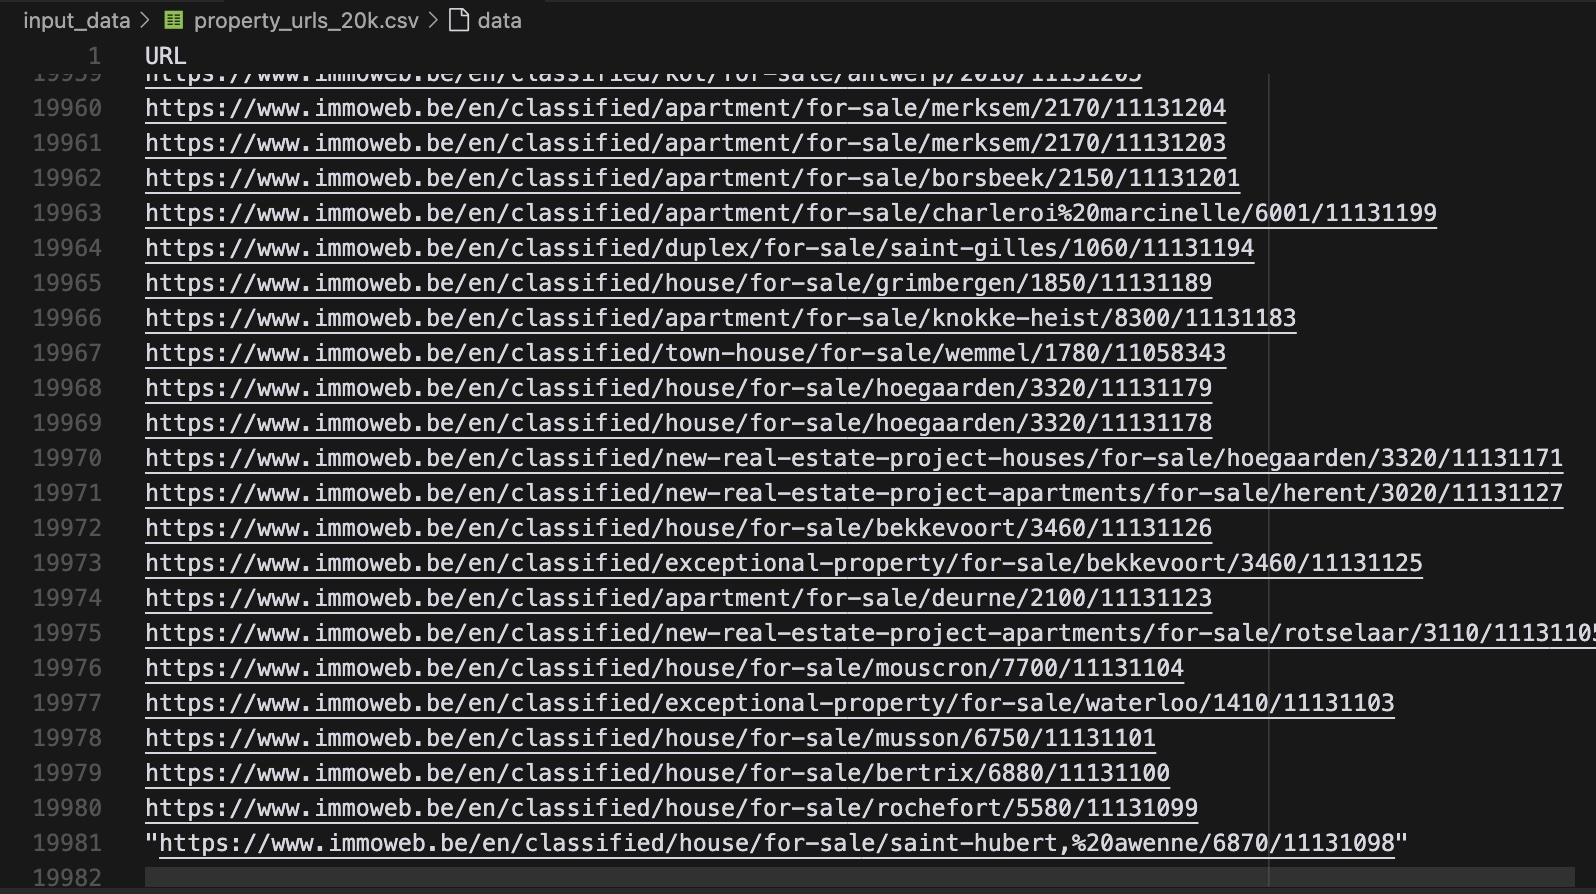 input_data > property_urls_20k.csv > data
1 URL
19959 https://www.immoweb.be/en/classified/kot/for-sale/antwerp/2018/11131205
19960 https://www.immoweb.be/en/classified/apartment/for-sale/merksem/2170/11131204
19961 https://www.immoweb.be/en/classified/apartment/for-sale/merksem/2170/11131203
19962 https://www.immoweb.be/en/classified/apartment/for-sale/borsbeek/2150/11131201
19963 https://www.immoweb.be/en/classified/apartment/for-sale/charleroi%20marcinelle/6001/11131199
19964 https://www.immoweb.be/en/classified/duplex/for-sale/saint-gilles/1060/11131194
19965 https://www.immoweb.be/en/classified/house/for-sale/grimbergen/1850/11131189
19966 https://www.immoweb.be/en/classified/apartment/for-sale/knokke-heist/8300/11131183
19967 https://www.immoweb.be/en/classified/town-house/for-sale/wemmel/1780/11058343
19968 https://www.immoweb.be/en/classified/house/for-sale/hoegaarden/3320/11131179
19969 https://www.immoweb.be/en/classified/house/for-sale/hoegaarden/3320/11131178
19970 https://www.immoweb.be/en/classified/new-real-estate-project-houses/for-sale/hoegaarden/3320/11131171
19971 https://www.immoweb.be/en/classified/new-real-estate-project-apartments/for-sale/herent/3020/11131127
19972 https://www.immoweb.be/en/classified/house/for-sale/bekkevoort/3460/11131126
19973 https://www.immoweb.be/en/classified/exceptional-property/for-sale/bekkevoort/3460/11131125
19974 https://www.immoweb.be/en/classified/apartment/for-sale/deurne/2100/11131123
19975 https://www.immoweb.be/en/classified/new-real-estate-project-apartments/for-sale/rotselaar/3110/11131105
19976 https://www.immoweb.be/en/classified/house/for-sale/mouscron/7700/11131104
19977 https://www.immoweb.be/en/classified/exceptional-property/for-sale/waterloo/1410/11131103
19978 https://www.immoweb.be/en/classified/house/for-sale/musson/6750/11131101
19979 https://www.immoweb.be/en/classified/house/for-sale/bertrix/6880/11131100
19980 https://www.immoweb.be/en/classified/house/for-sale/rochefort/5580/11131099
19981 "https://www.immoweb.be/en/classified/house/for-sale/saint-hubert,%20awenne/6870/11131098"
19982